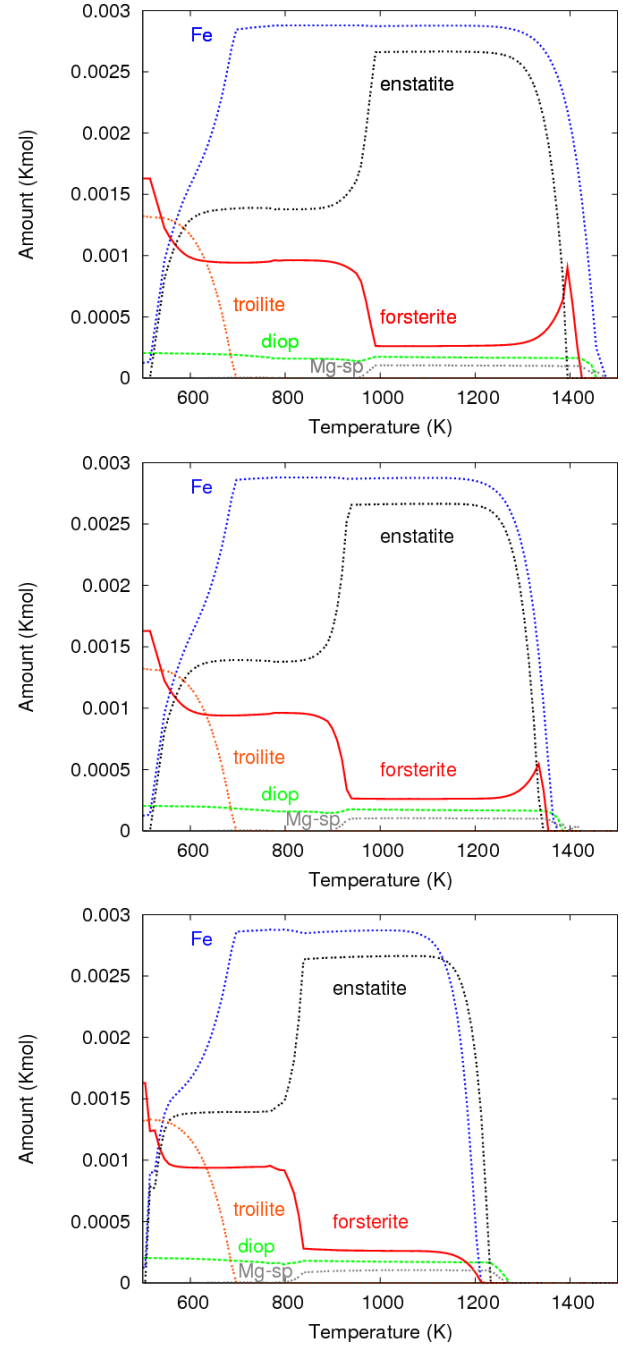 0.003
Fe
enstatite
0.0025
0.002
Amount (Kmol)
0.0015
0.001
troilite
forsterite
0.0005
diop
Mg-sp
0
600 800 1000 1200 1400
Temperature (K)
0.003
Fe
enstatite
0.0025
0.002
Amount (Kmol)
0.0015
0.001
troilite
forsterite
0.0005
diop
Mg-sp
0
600 800 1000 1200 1400
Temperature (K)
0.003
Fe
0.0025
enstatite
0.002
Amount (Kmol)
0.0015
0.001
troilite
forsterite
0.0005
diop
Mg-sp
0
600 800 1000 1200 1400
Temperature (K)